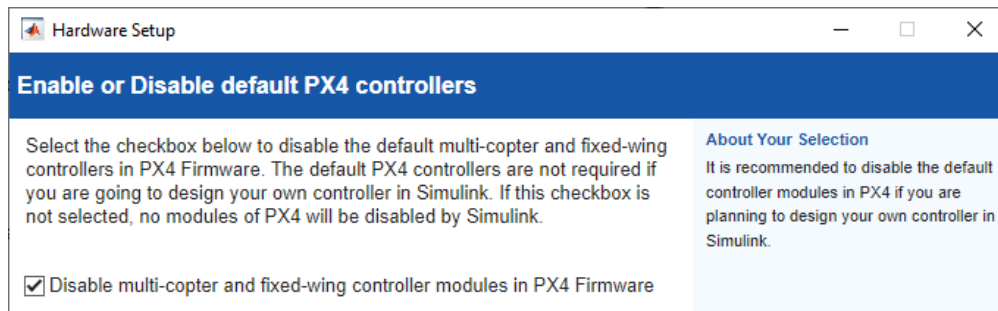 Hardware Setup
Enable or Disable default PX4 controllers
Select the checkbox below to disable the default multi-copter and fixed-wing
controllers in PX4 Firmware. The default PX4 controllers are not required if
you are going to design your own controller in Simulink. If this checkbox is
not selected, no modules of PX4 will be disabled by Simulink.
Disable multi-copter and fixed-wing controller modules in PX4 Firmware
About Your Selection
It is recommended to disable the default
controller modules in PX4 if you are
planning to design your own controller in
Simulink.